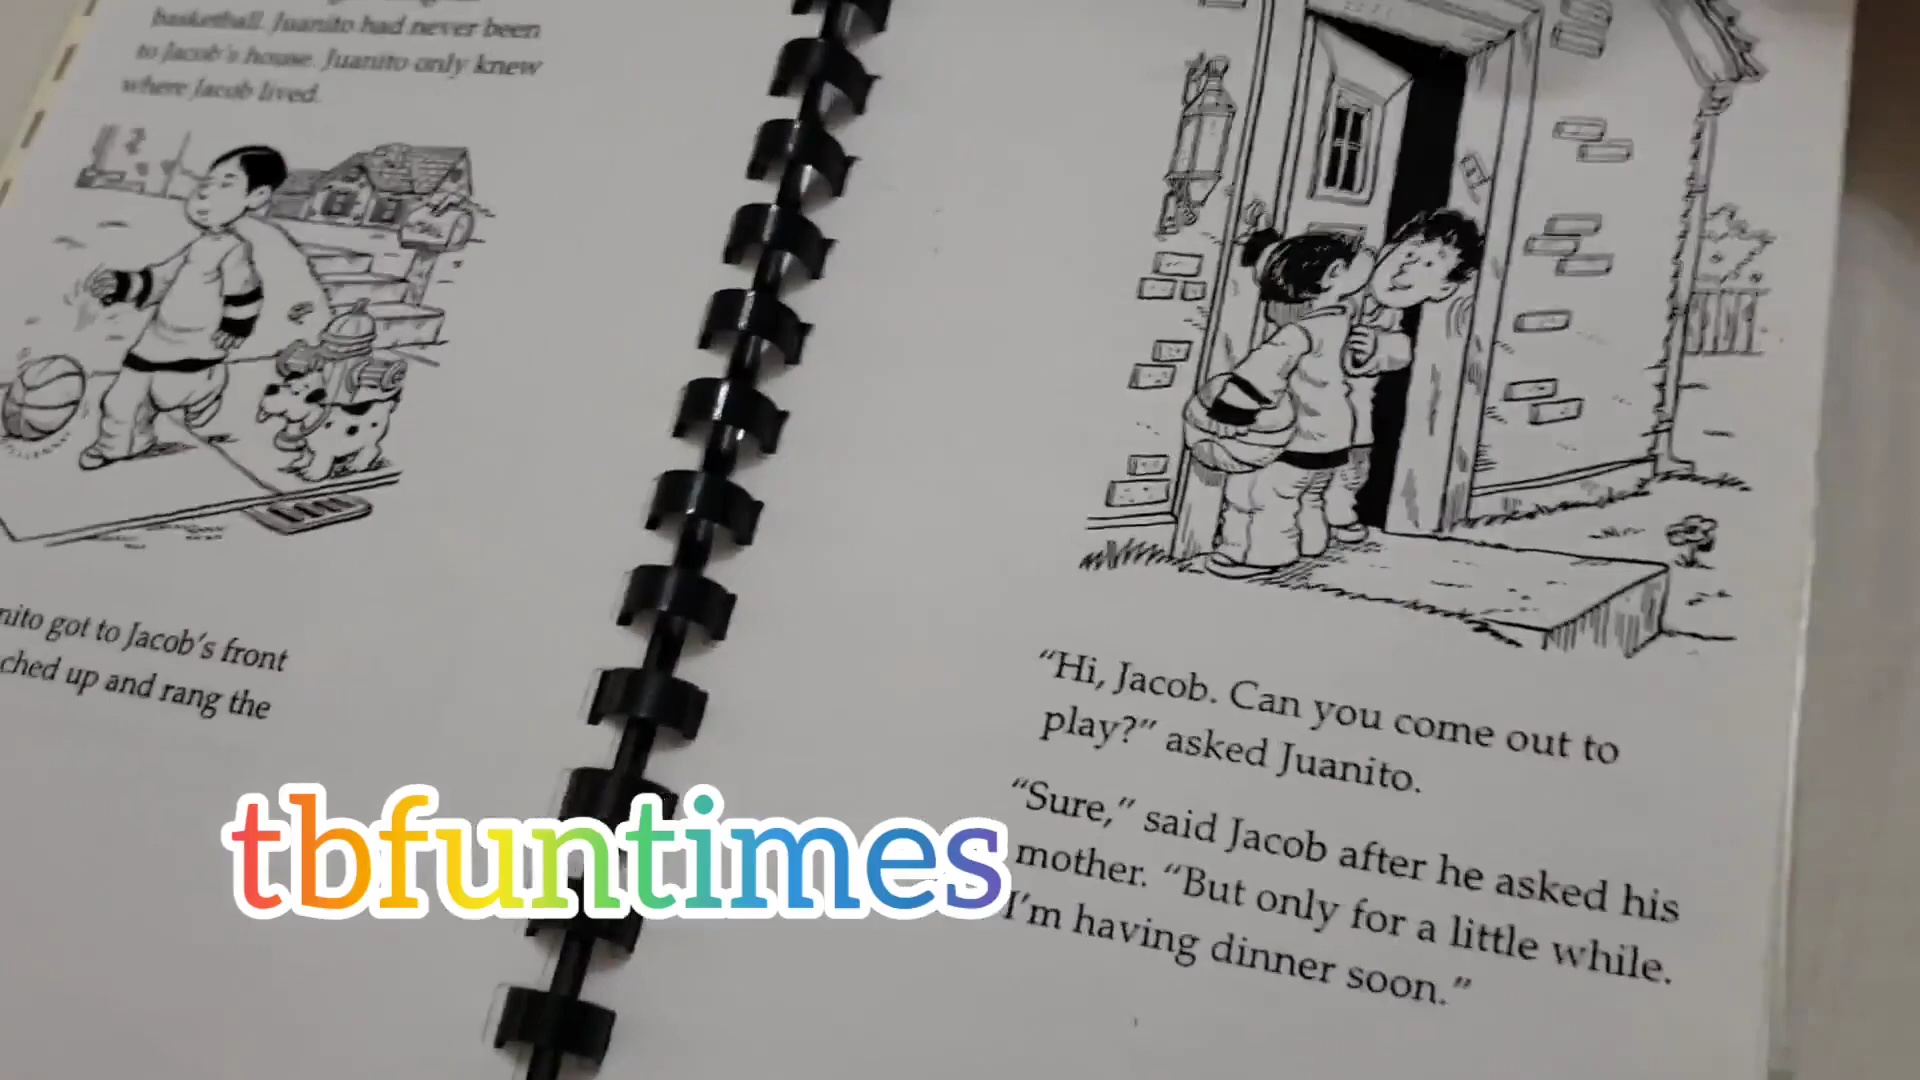 basketball. Juanito had never been
to Jacob's house. Juanito only knew
where Jacob lived.
nito got to Jacob's front
ched up and rang the
“Hi, Jacob. Can you come out to
play?” asked Juanito.
“Sure,” said Jacob after he asked his
mother. “But only for a little while.
I'm having dinner soon.”
tbfuntimes